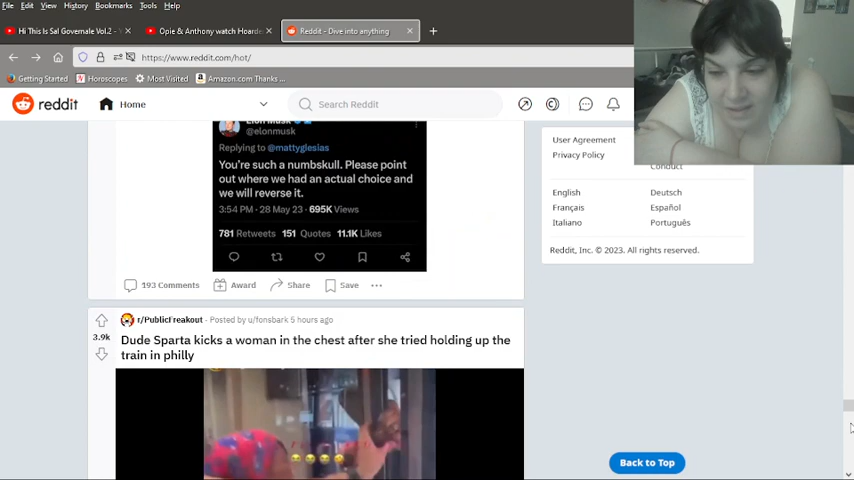 File Edit View History Bookmarks Tools Help
Hi This Is Sal Governale Vol.2 -
Opie & Anthony watch Hoarde
Reddit - Dive into anything
https://www.reddit.com/hot/
Getting Started Horoscopes Most Visited Amazon.com Thanks ...
reddit Home Search Reddit
Elon Musk
@elonmusk
Replying to @mattyglesias
You're such a numbskull. Please point
out where we had an actual choice and
we will reverse it.
3:54 PM · 28 May 23 · 695K Views
781 Retweets 151 Quotes 11.1K Likes
193 Comments Award Share Save
r/PublicFreakout · Posted by u/fonsbark 5 hours ago
3.9k
Dude Sparta kicks a woman in the chest after she tried holding up the
train in philly
User Agreement
Privacy Policy
Conduct
English Deutsch
Français Español
Italiano Português
Reddit, Inc. © 2023. All rights reserved.
Back to Top